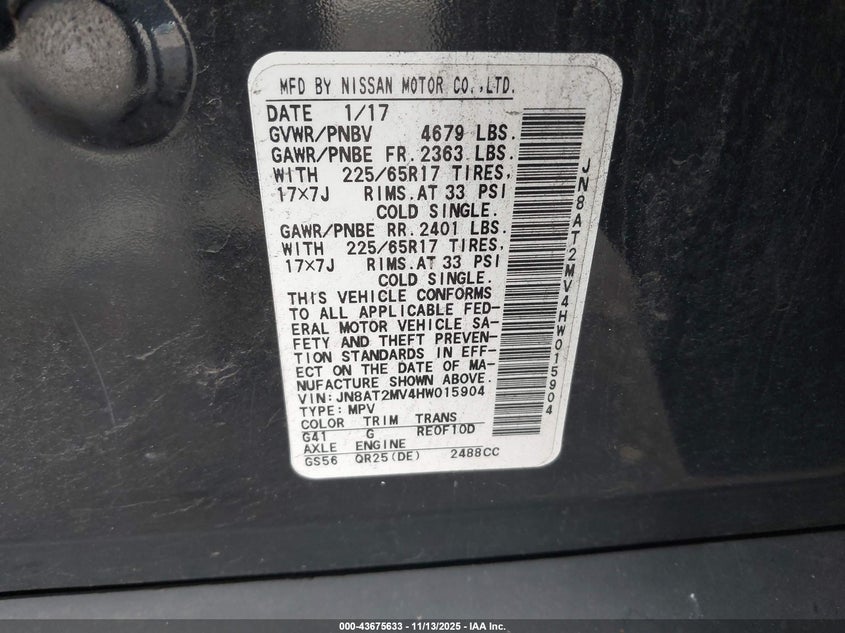 MFD BY NISSAN MOTOR CO.,LTD.
DATE 1/17
GVWR/PNBV 4679 LBS.
GAWR/PNBE FR.2363 LBS.
WITH 225/65R17 TIRES,
17×7J RIMS.AT 33 PSI
COLD SINGLE.
GAWR/PNBE RR.2401 LBS.
WITH 225/65R17 TIRES,
17×7J RIMS.AT 33 PSI
COLD SINGLE.
THIS VEHICLE CONFORMS
TO ALL APPLICABLE FED-
ERAL MOTOR VEHICLE SA-
FETY AND THEFT PREVEN-
TION STANDARDS IN EFF-
ECT ON THE DATE OF MA-
NUFACTURE SHOWN ABOVE.
VIN: JN8AT2MV4HW015904
TYPE: MPV
COLOR TRIM TRANS
G41 G RE0F10D
AXLE ENGINE
GS56 QR25(DE) 2488CC
JN8AT2MV4HW015904
000-43675633 - 11/13/2025 - IAA Inc.